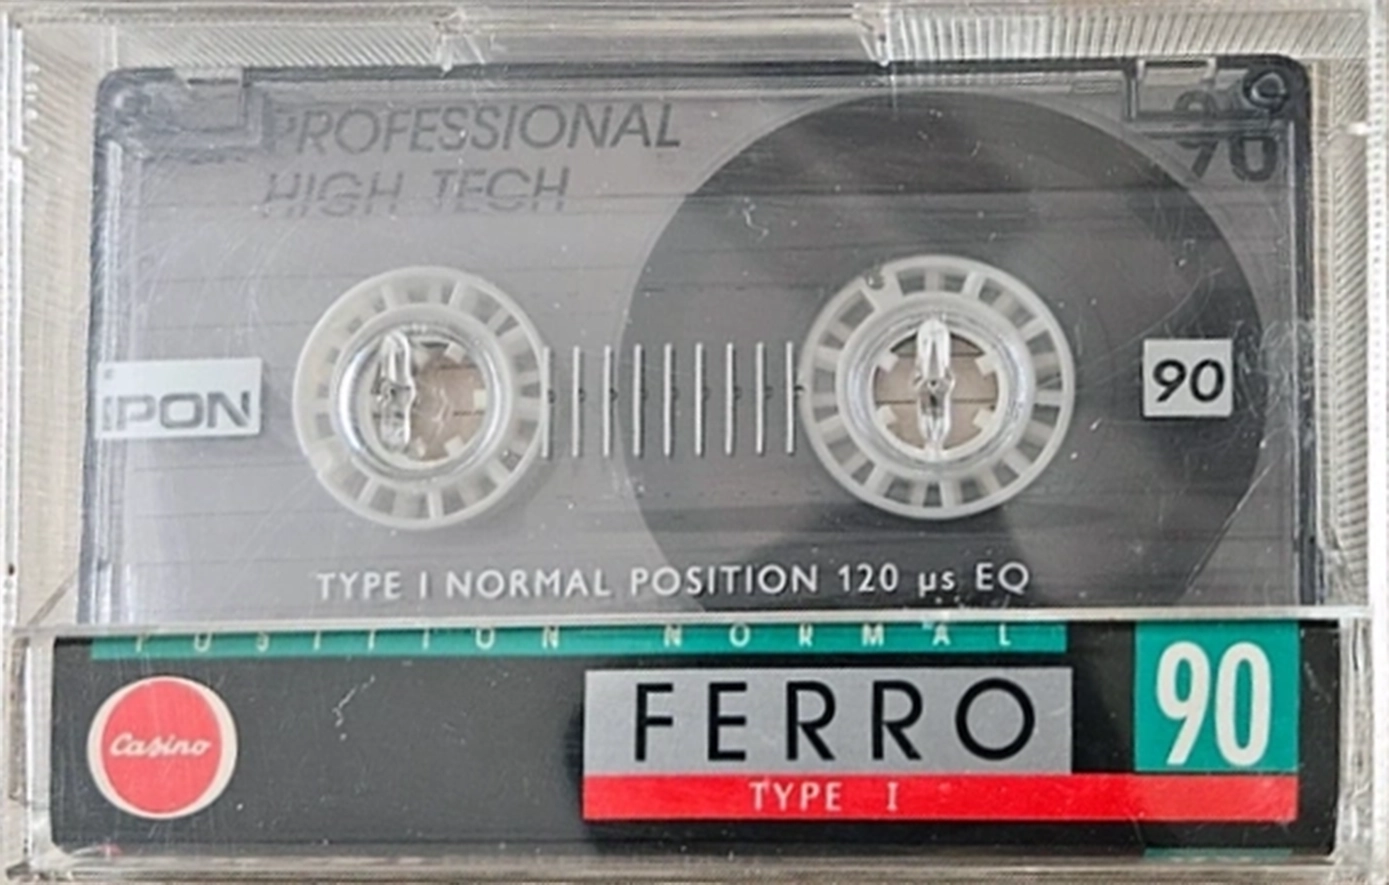 PROFESSIONAL
HIGH TECH
90
IPON
90
TYPE I NORMAL POSITION 120 µs EQ
POSITION NORMAL
Casino
FERRO
90
TYPE I